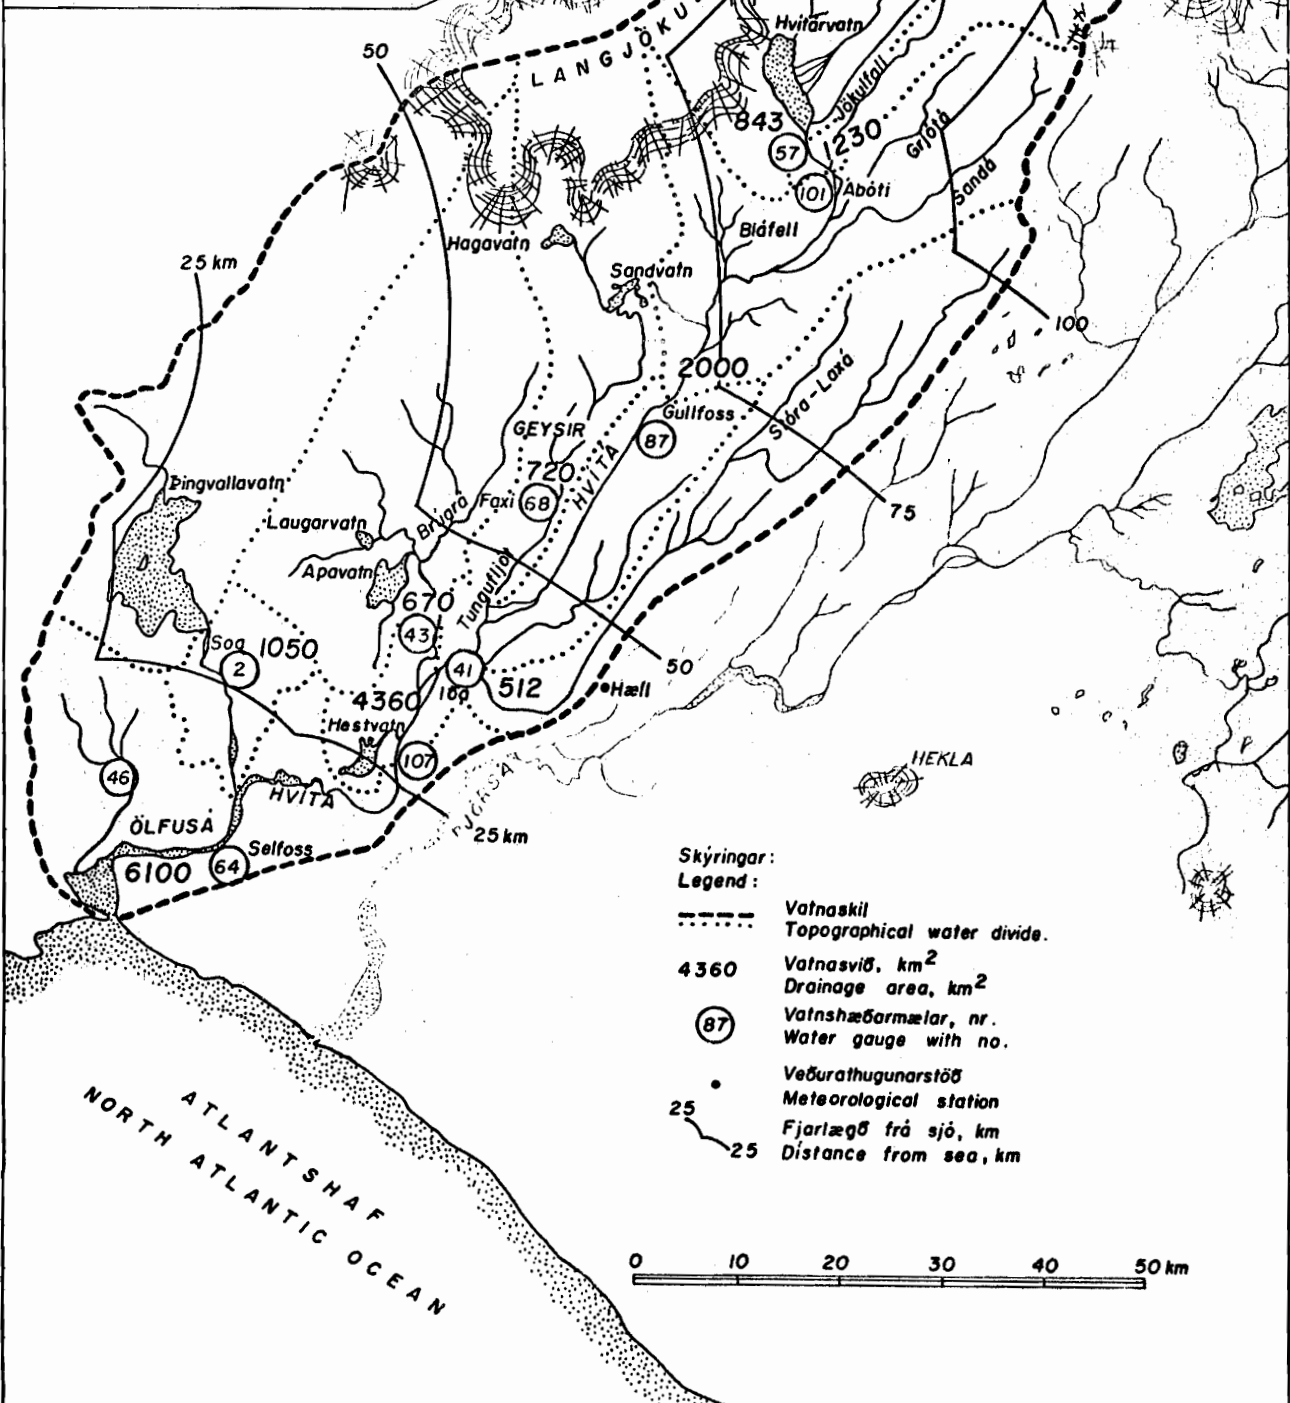 Hvítárvatn
50
LANGJÖKU
Jökulfall
843
1230
Grjótá
57
101
Ábóti
Sandá
Bláfell
Hagavatn
25 km
Sandvatn
100
2000
Stóra-Laxá
Gullfoss
87
GEYSIR
720
HVÍTÁ
Þingvallavatn
Faxi
68
75
Brúará
Laugarvatn
Apavatn
Tungufljót
670
43
Sog
2
1050
41
50
512
Hæll
4360
Hestvatn
107
HEKLA
46
HVÍTÁ
ÞJÓRSÁ
ÖLFUSÁ
25 km
Selfoss
64
6100
Skýringar:
Legend:
Vatnaskil
Topographical water divide.
4360
Vatnasvið, km²
Drainage area, km²
87
Vatnshæðarmælar, nr.
Water gauge with no.
Veðurathugunarstöð
Meteorological station
25
25
Fjarlægð frá sjó, km
Distance from sea, km
ATLANTSHAF
NORTH ATLANTIC OCEAN
0 10 20 30 40 50 km